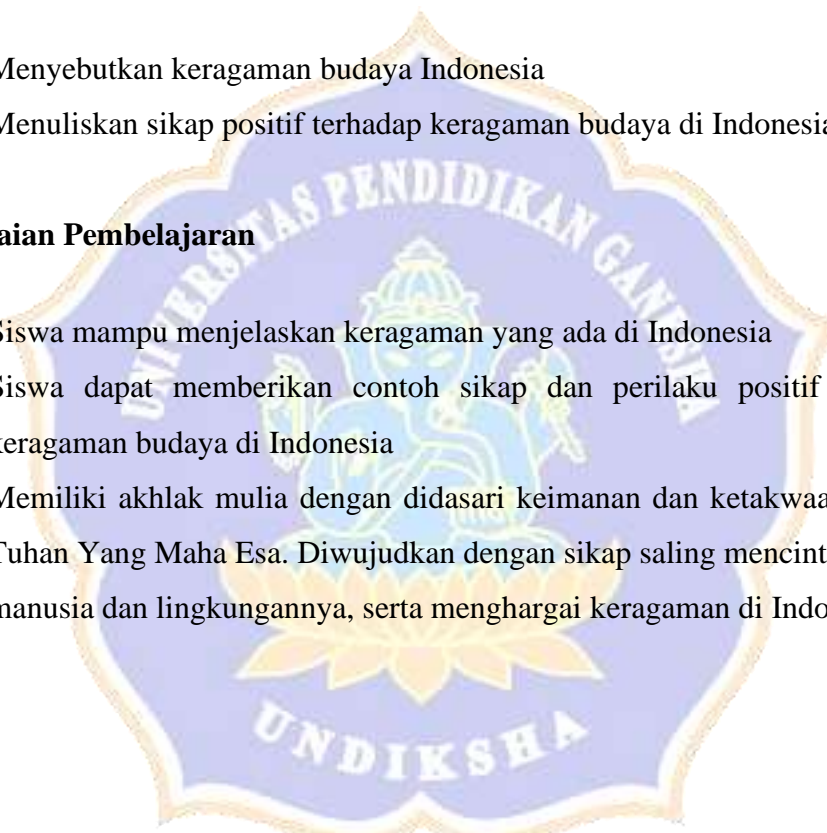 Menyebutkan keragaman budaya Indonesia
Menuliskan sikap positif terhadap keragaman budaya di Indonesia
UNIVERSITAS PENDIDIKAN GANESHA
aian Pembelajaran
Siswa mampu menjelaskan keragaman yang ada di Indonesia
Siswa dapat memberikan contoh sikap dan perilaku positif
keragaman budaya di Indonesia
Memiliki akhlak mulia dengan didasari keimanan dan ketakwaa
Tuhan Yang Maha Esa. Diwujudkan dengan sikap saling mencint
manusia dan lingkungannya, serta menghargai keragaman di Indo
UNDIKSHA